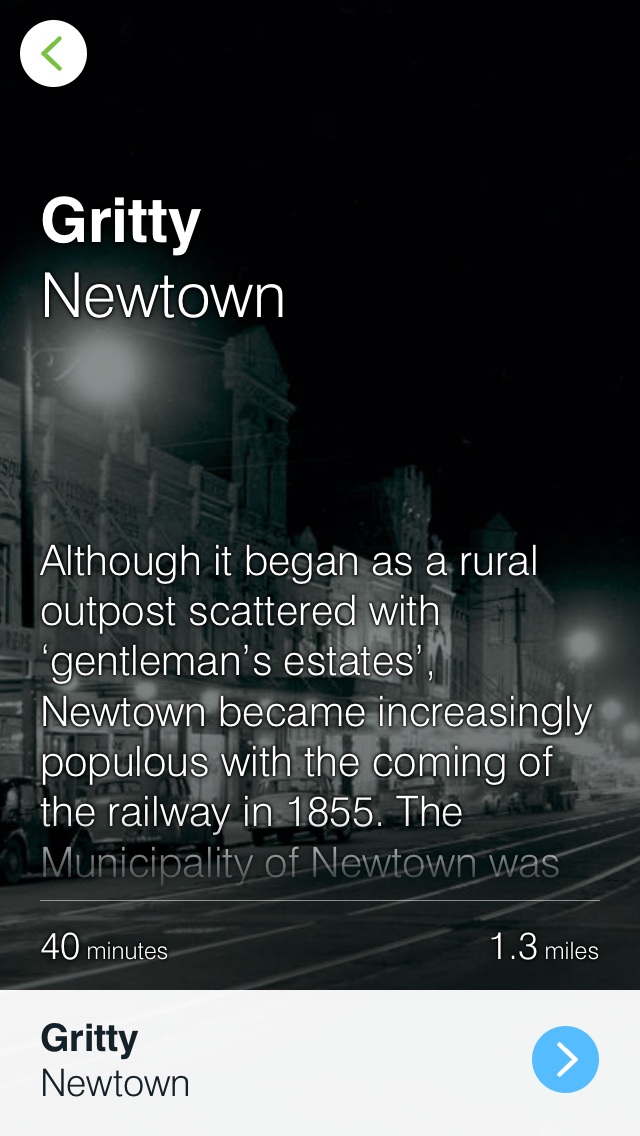 Gritty
Newtown
Although it began as a rural
outpost scattered with
‘gentleman’s estates’,
Newtown became increasingly
populous with the coming of
the railway in 1855. The
Municipality of Newtown was
40 minutes
1.3 miles
Gritty
Newtown